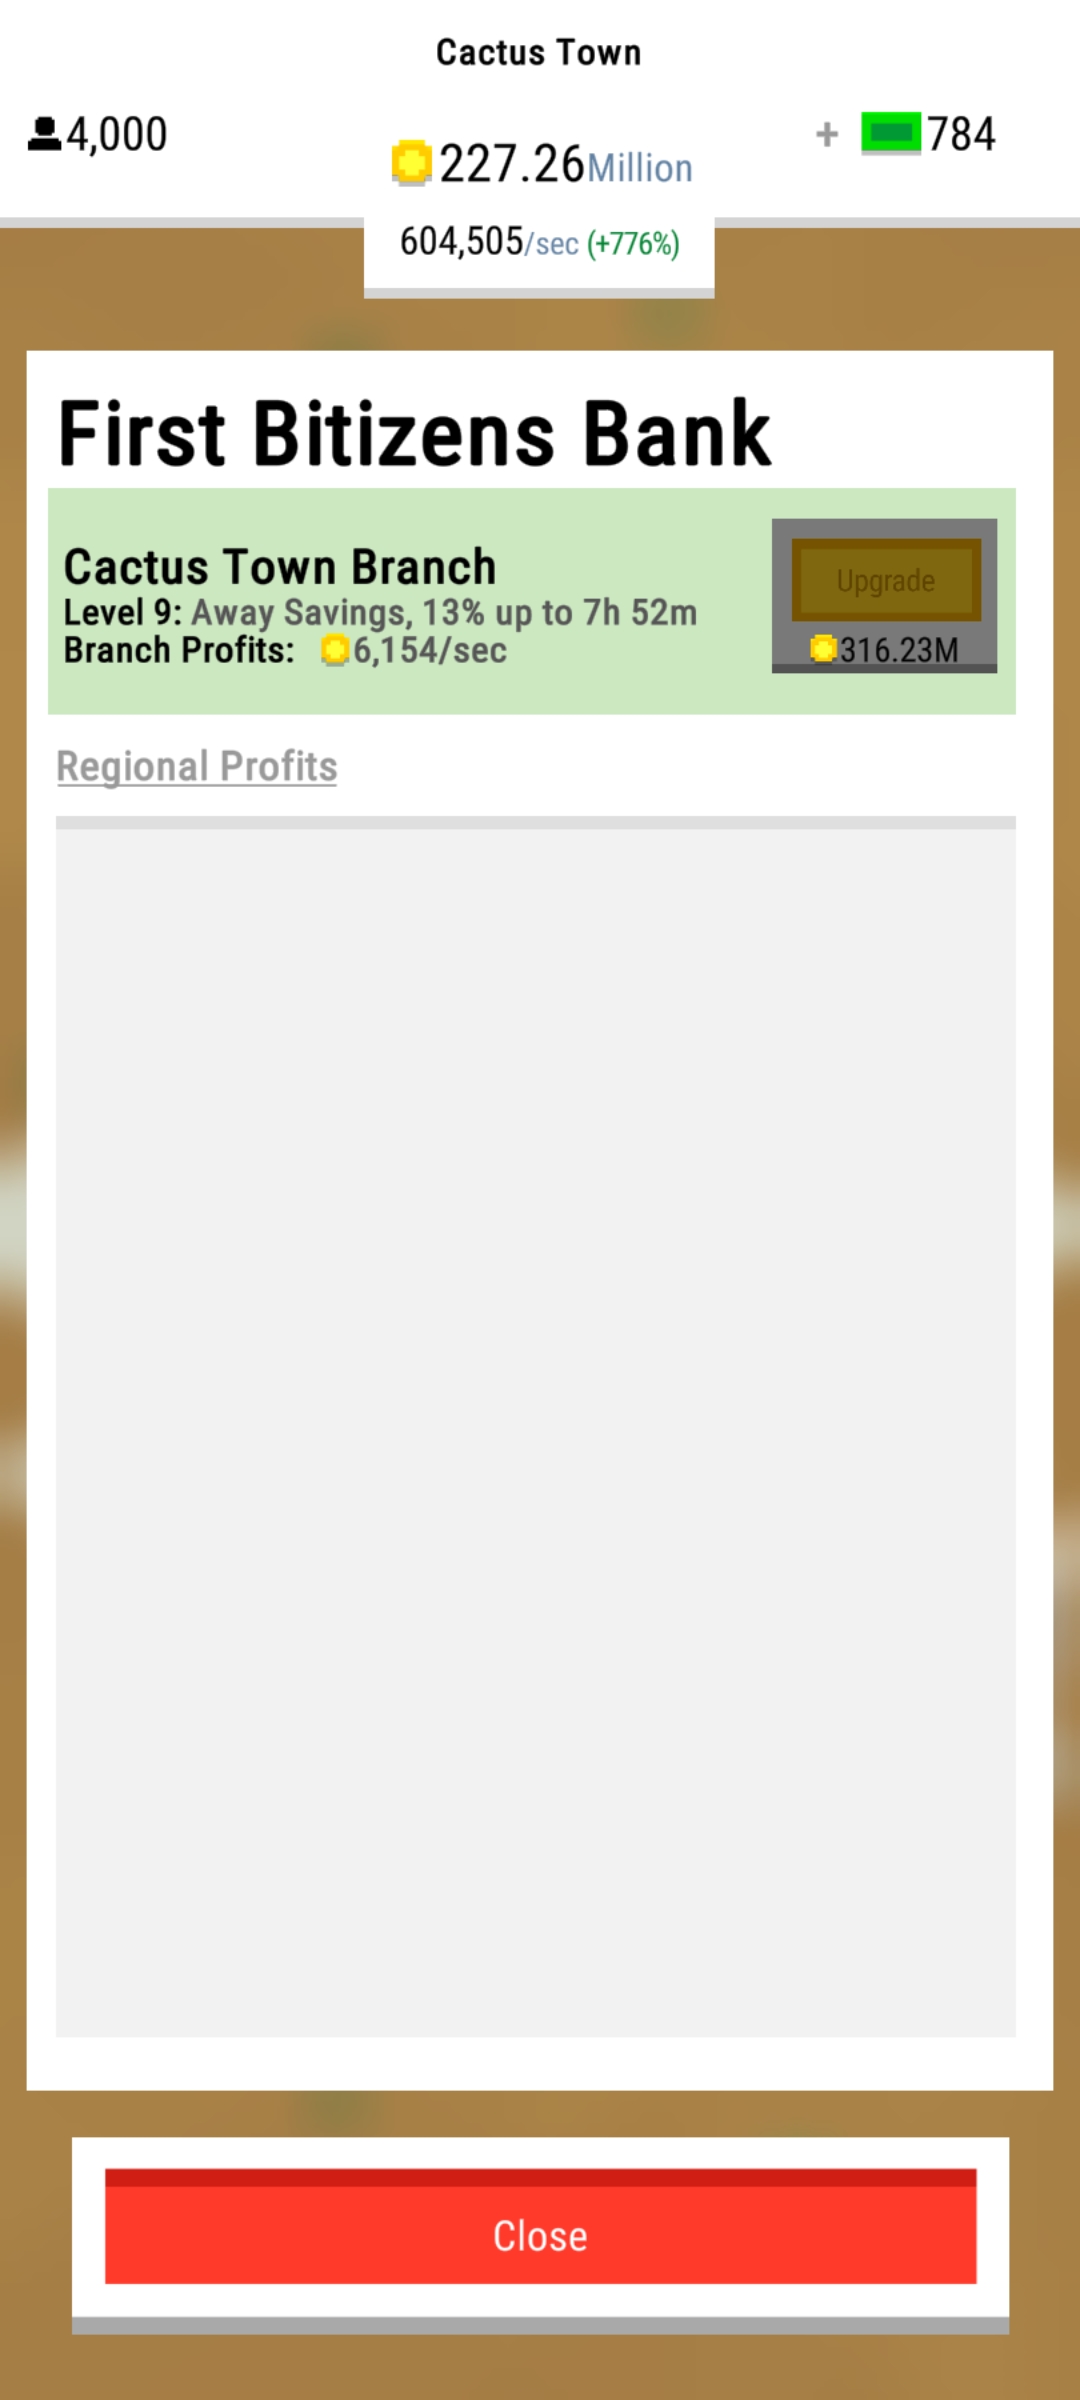 Cactus Town
4,000
227.26Million
+ 784
604,505/sec (+776%)
First Bitizens Bank
Cactus Town Branch
Level 9: Away Savings, 13% up to 7h 52m
Branch Profits: 6,154/sec
Upgrade
316.23M
Regional Profits
Close